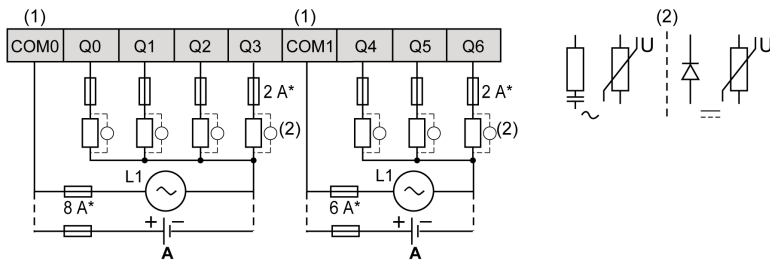 (1) (1) (2)
COM0 Q0 Q1 Q2 Q3 COM1 Q4 Q5 Q6
U U
2 A* 2 A*
(2) (2)
L1 L1
8 A* 6 A*
+ − + −
A A